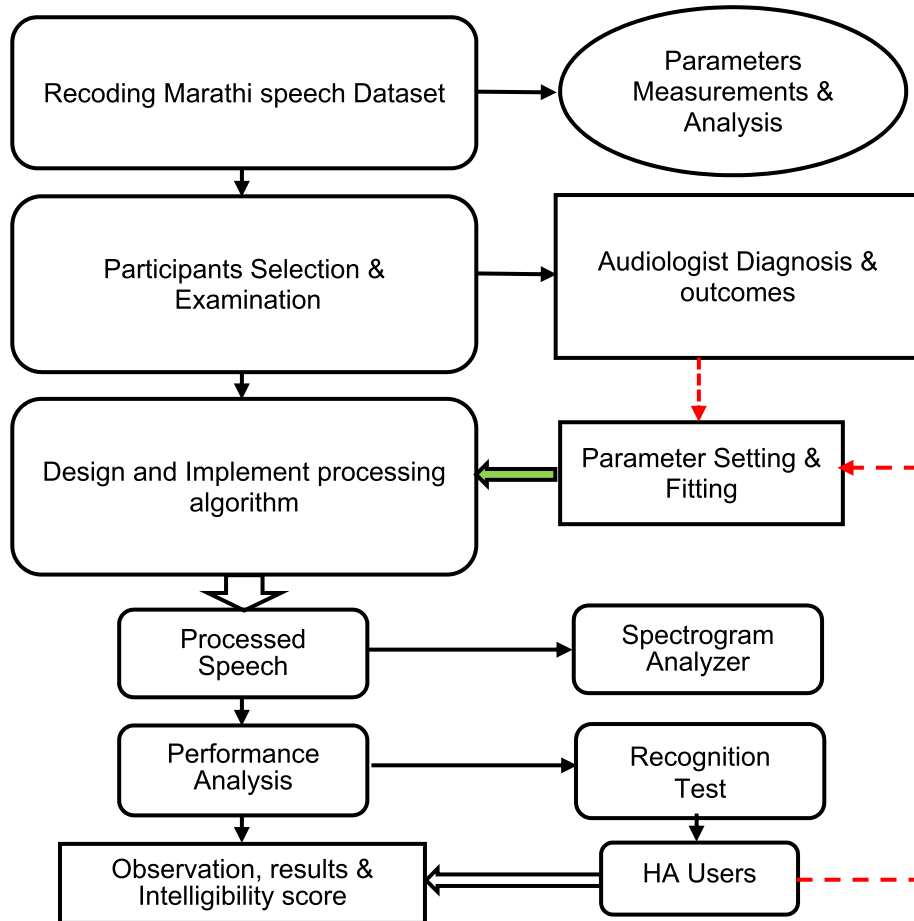 Recoding Marathi speech Dataset
Parameters
Measurements &
Analysis
Participants Selection &
Examination
Audiologist Diagnosis &
outcomes
Design and Implement processing
algorithm
Parameter Setting &
Fitting
Processed
Speech
Spectrogram
Analyzer
Performance
Analysis
Recognition
Test
Observation, results &
Intelligibility score
HA Users